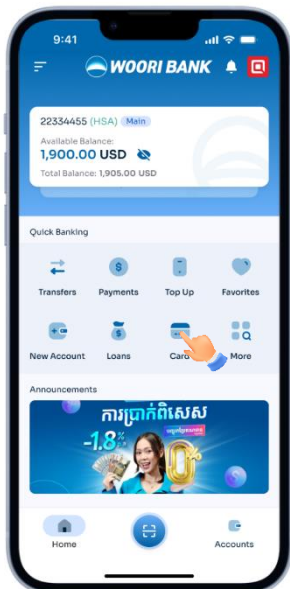 9:41
WOORI BANK
22334455 (HSA) Main
Available Balance:
1,900.00 USD
Total Balance: 1,905.00 USD
Quick Banking
Transfers
Payments
Top Up
Favorites
New Account
Loans
Card
More
Announcements
ការប្រាក់ពិសេស
-1.8%
Home
Accounts